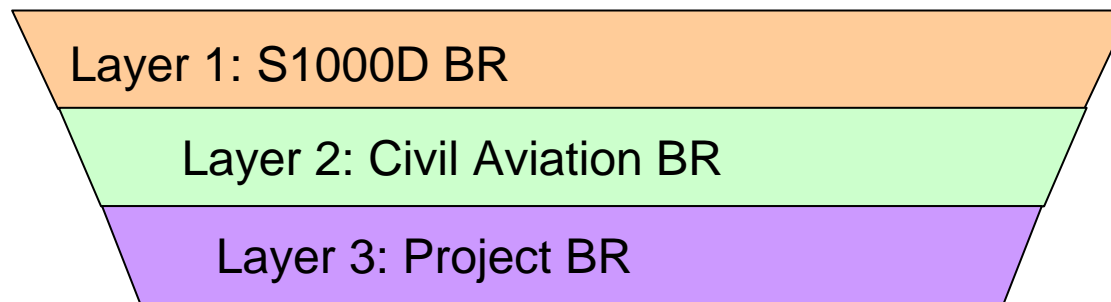 Layer 1: S1000D BR
Layer 2: Civil Aviation BR
Layer 3: Project BR